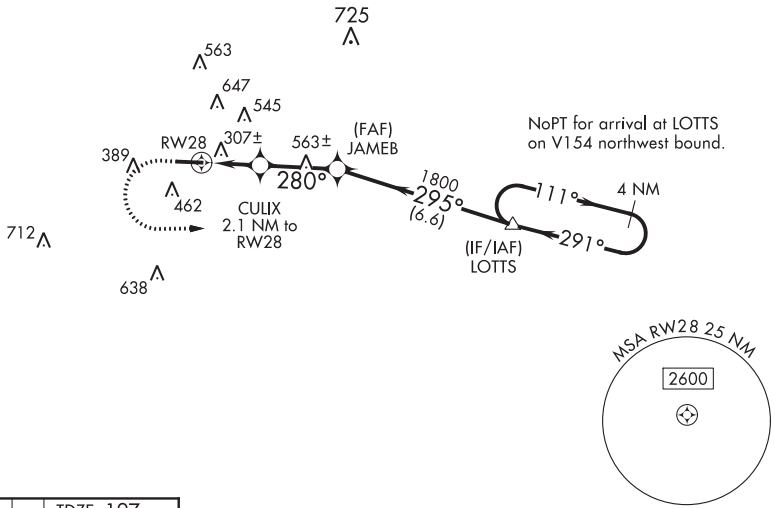 725
563
647
545
RW28
307±
563±
(FAF)
JAMEB
NoPT for arrival at LOTTS
on V154 northwest bound.
389
280°
1800
295°
(6.6)
111°
4 NM
462
CULIX
2.1 NM to
RW28
(IF/IAF)
LOTTS
291°
712
638
MSA RW28 25 NM
2600